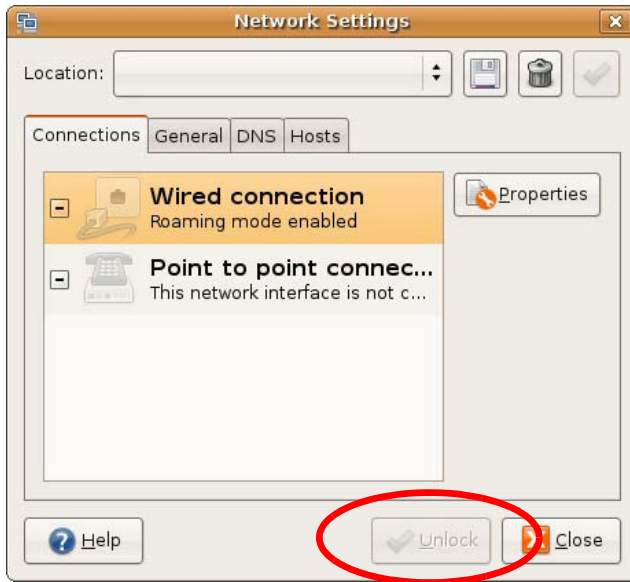 Network Settings
Location:
Connections General DNS Hosts
Wired connection
Roaming mode enabled
Properties
Point to point connec...
This network interface is not c...
Help Unlock Close